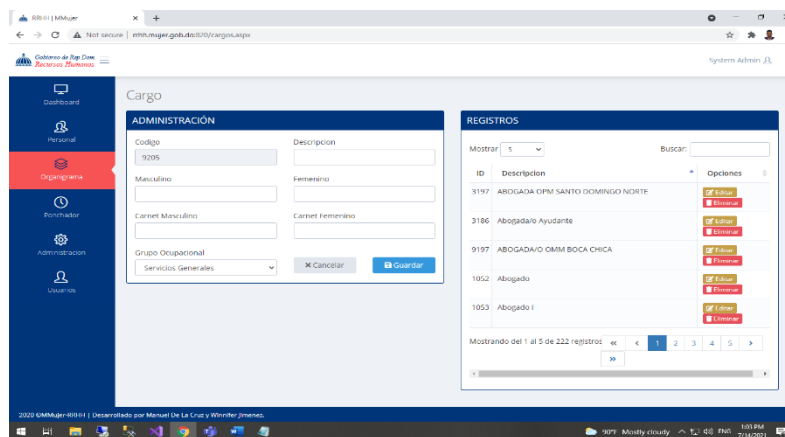 RRHH | MMujer
Not secure | rrhh.mujer.gob.do:820/cargos.aspx
Gobierno de Rep. Dom.
Recursos Humanos
System Admin
Dashboard
Personal
Organigrama
Ponchador
Administracion
Usuarios
Cargo
ADMINISTRACIÓN
Codigo
Descripcion
9205
Masculino
Femenino
Carnet Masculino
Carnet Femenino
Grupo Ocupacional
Servicios Generales
Cancelar
Guardar
REGISTROS
Mostrar 5
Buscar:
ID Descripcion Opciones
3197 ABOGADA OPM SANTO DOMINGO NORTE Editar
Eliminar
3186 Abogada/o Ayudante Editar
Eliminar
9197 ABOGADA/O OMM BOCA CHICA Editar
Eliminar
1052 Abogado Editar
Eliminar
1053 Abogado I Editar
Eliminar
Mostrando del 1 al 5 de 222 registros « ‹ 1 2 3 4 5 ›
»
2020 ©MMujer-RRHH | Desarrollado por Manuel De La Cruz y Winnifer Jimenez.
90°F Mostly cloudy ENG 1:03 PM
7/14/2021